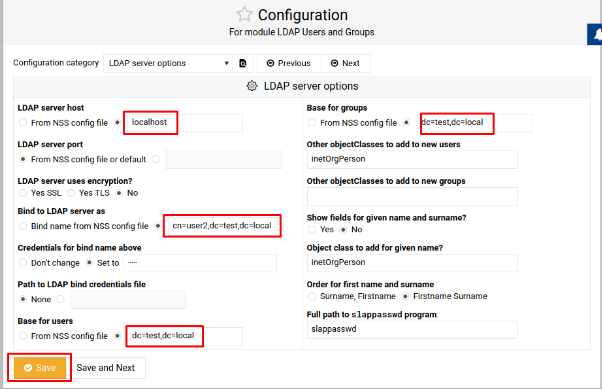 Configuration
For module LDAP Users and Groups
Configuration category LDAP server options Previous Next
LDAP server options
LDAP server host
From NSS config file localhost
LDAP server port
From NSS config file or default
LDAP server uses encryption?
Yes SSL Yes TLS No
Bind to LDAP server as
Bind name from NSS config file cn=user2,dc=test,dc=local
Credentials for bind name above
Don't change Set to ·····
Path to LDAP bind credentials file
None
Base for users
From NSS config file dc=test,dc=local
Base for groups
From NSS config file dc=test,dc=local
Other objectClasses to add to new users
inetOrgPerson
Other objectClasses to add to new groups
Show fields for given name and surname?
Yes No
Object class to add for given name?
inetOrgPerson
Order for first name and surname
Surname, Firstname Firstname Surname
Full path to slappasswd program
slappasswd
Save Save and Next